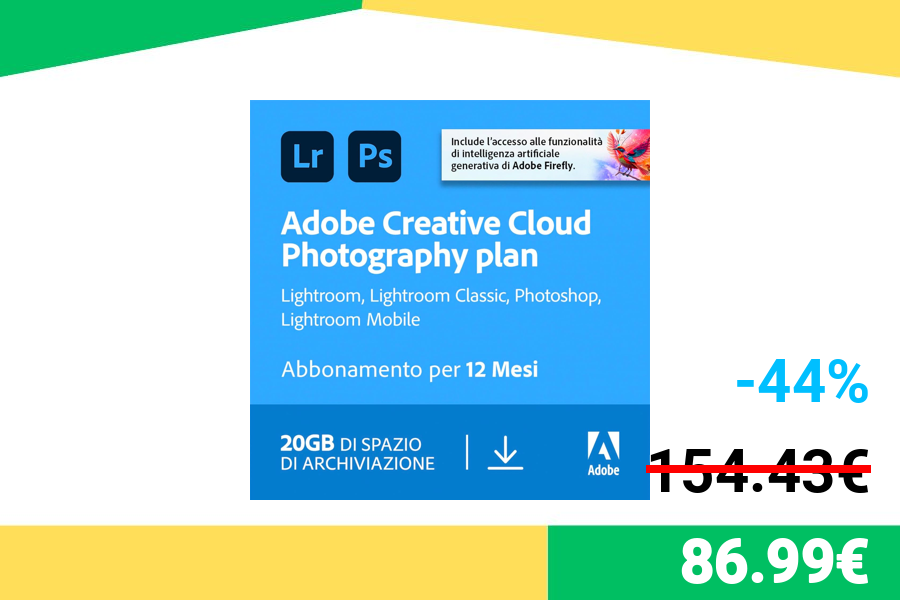 Lr
Ps
Include l'accesso alle funzionalità
di intelligenza artificiale
generativa di Adobe Firefly.
Adobe Creative Cloud
Photography plan
Lightroom, Lightroom Classic, Photoshop,
Lightroom Mobile
Abbonamento per 12 Mesi
20GB DI SPAZIO
DI ARCHIVIAZIONE
Adobe
-44%
154.43€
86.99€